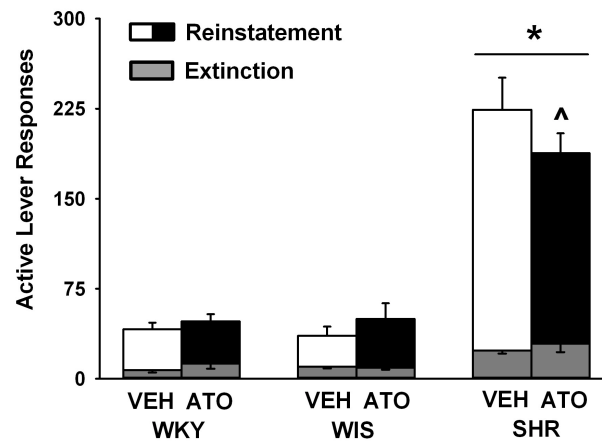 300
225
150
75
0
Active Lever Responses
Reinstatement
Extinction
*
^
VEH ATO VEH ATO VEH ATO
WKY WIS SHR